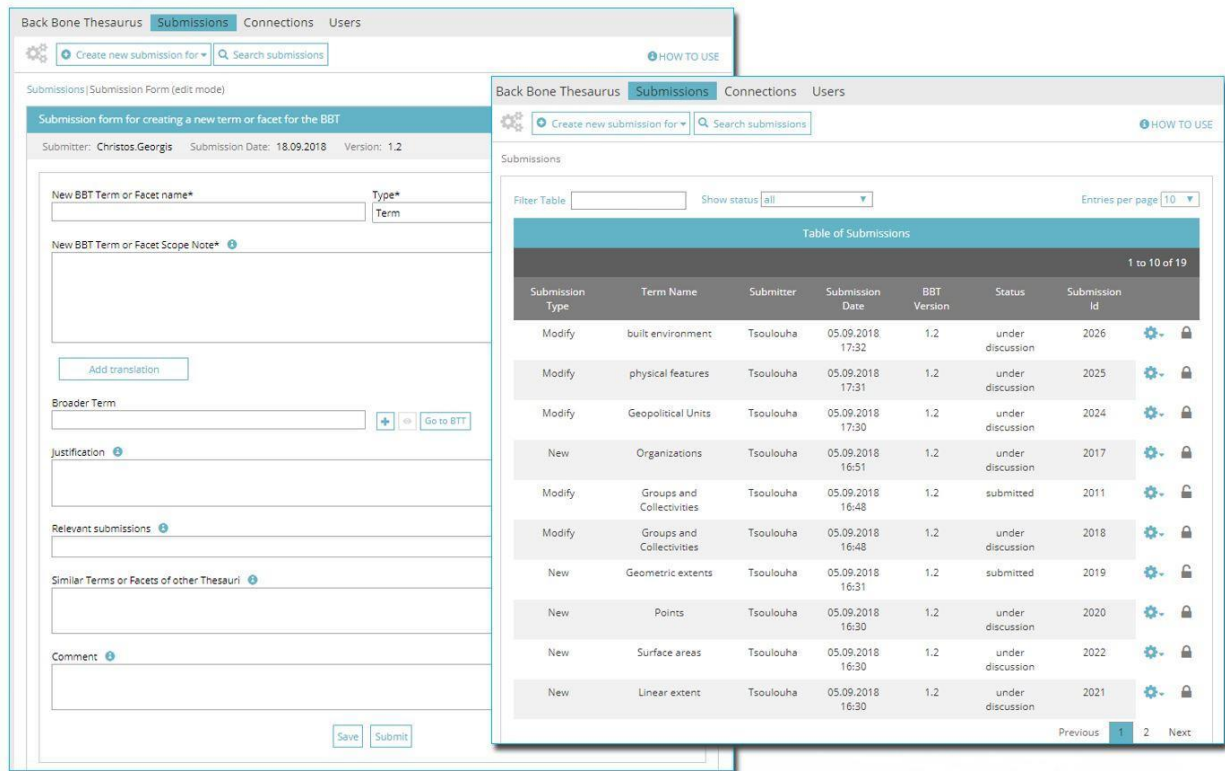 Back Bone Thesaurus Submissions Connections Users
Create new submission for Search submissions
HOW TO USE
Submissions|Submission Form (edit mode)
Submission form for creating a new term or facet for the BBT
Submitter: Christos.Georgis Submission Date: 18.09.2018 Version: 1.2
New BBT Term or Facet name* Type*
Term
New BBT Term or Facet Scope Note*
Add translation
Broader Term
Go to BTT
Justification
Relevant submissions
Similar Terms or Facets of other Thesauri
Comment
Save Submit
Back Bone Thesaurus Submissions Connections Users
Create new submission for Search submissions
HOW TO USE
Submissions
Filter Table Show status all Entries per page 10
Table of Submissions
1 to 10 of 19
Submission Term Name Submitter Submission BBT Status Submission
Type Date Version Id
Modify built environment Tsoulouha 05.09.2018 1.2 under 2026
17:32 discussion
Modify physical features Tsoulouha 05.09.2018 1.2 under 2025
17:31 discussion
Modify Geopolitical Units Tsoulouha 05.09.2018 1.2 under 2024
17:30 discussion
New Organizations Tsoulouha 05.09.2018 1.2 under 2017
16:51 discussion
Modify Groups and Tsoulouha 05.09.2018 1.2 submitted 2011
Collectivities 16:48
Modify Groups and Tsoulouha 05.09.2018 1.2 under 2018
Collectivities 16:48 discussion
New Geometric extents Tsoulouha 05.09.2018 1.2 submitted 2019
16:31
New Points Tsoulouha 05.09.2018 1.2 under 2020
16:30 discussion
New Surface areas Tsoulouha 05.09.2018 1.2 under 2022
16:30 discussion
New Linear extent Tsoulouha 05.09.2018 1.2 under 2021
16:30 discussion
Previous 1 2 Next